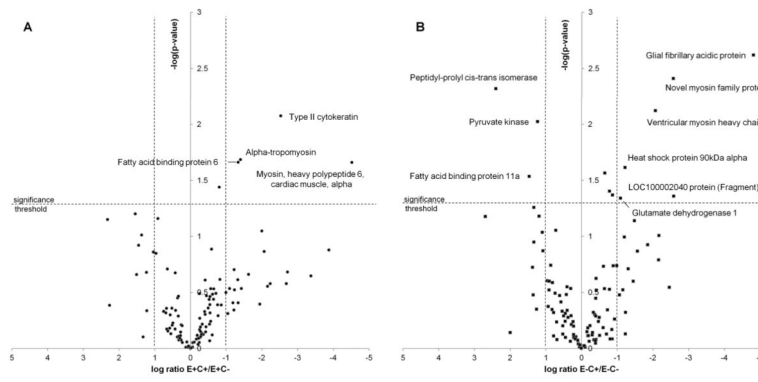 A
-log(p-value)
3
2.5
2
1.5
1
0.5
0
Type II cytokeratin
Alpha-tropomyosin
Fatty acid binding protein 6
Myosin, heavy polypeptide 6,
cardiac muscle, alpha
significance
threshold
5 4 3 2 1 0 -1 -2 -3 -4 -5
log ratio E+C+/E+C-
B
-log(p-value)
3
2.5
2
1.5
1
0.5
0
Glial fibrillary acidic protein
Peptidyl-prolyl cis-trans isomerase
Novel myosin family prote
Pyruvate kinase
Ventricular myosin heavy chai
Heat shock protein 90kDa alpha
Fatty acid binding protein 11a
LOC100002040 protein (Fragment)
significance
threshold
Glutamate dehydrogenase 1
5 4 3 2 1 0 -1 -2 -3 -4 -5
log ratio E-C+/E-C-